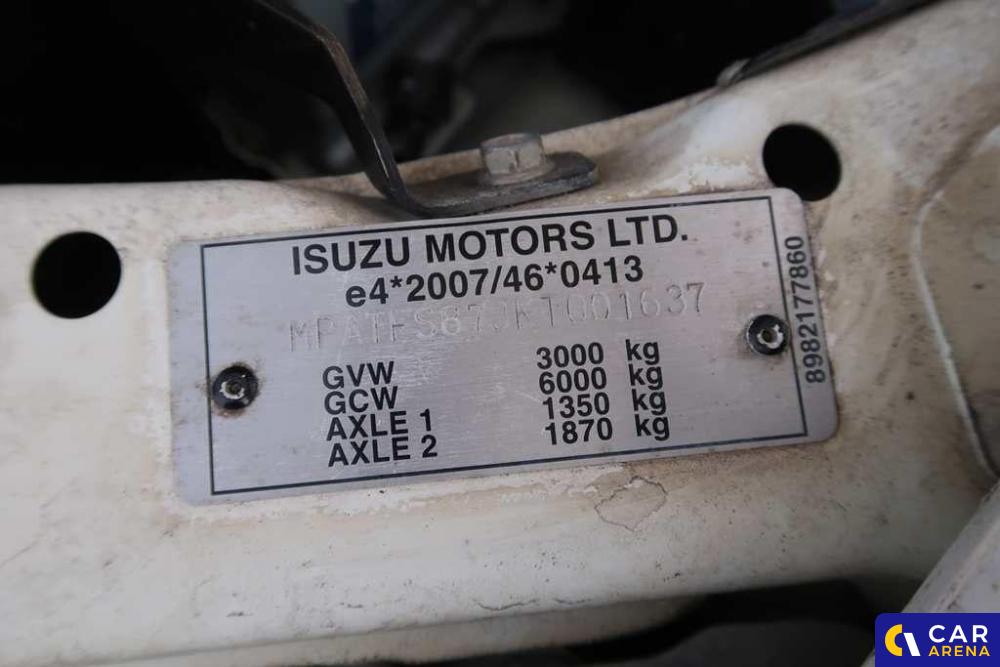 ISUZU MOTORS LTD.
e4*2007/46*0413
MPATFS87JKT001637
GVW 3000 kg
GCW 6000 kg
AXLE 1 1350 kg
AXLE 2 1870 kg
8982177860
CAR
ARENA